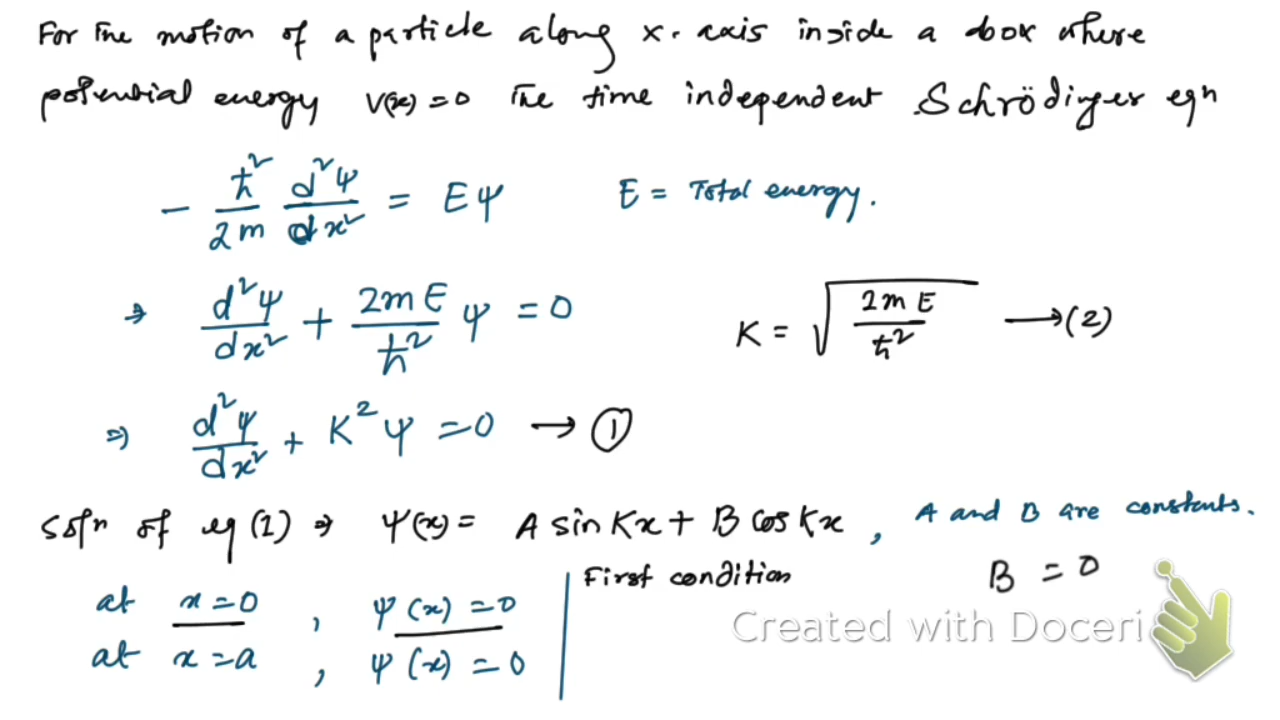 For the motion of a particle along x-axis inside a box where
potential energy V(x) = 0 The time independent Schrödinger eqn
- ħ²/2m d²Ψ/dx² = EΨ E = Total energy.
⇒ d²Ψ/dx² + 2mE/ħ² Ψ = 0 K = √(2mE/ħ²) → (2)
⇒ d²Ψ/dx² + K²Ψ = 0 → ①
Soln of eq (1) ⇒ Ψ(x) = A sin Kx + B cos Kx , A and B are constants.
at x=0 , Ψ(x) = 0
at x=a , Ψ(x) = 0
First condition B = 0
Created with Doceri